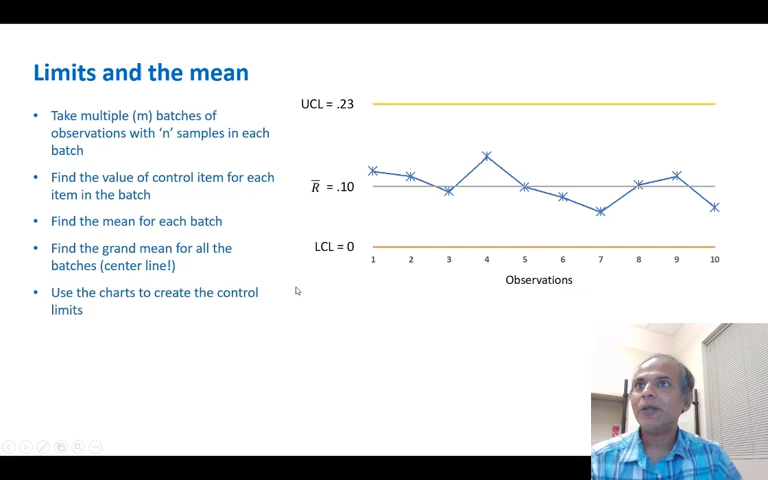 Limits and the mean
• Take multiple (m) batches of
observations with ‘n’ samples in each
batch
• Find the value of control item for each
item in the batch
• Find the mean for each batch
• Find the grand mean for all the
batches (center line!)
• Use the charts to create the control
limits
UCL = .23
R̅ = .10
LCL = 0
1 2 3 4 5 6 7 8 9 10
Observations